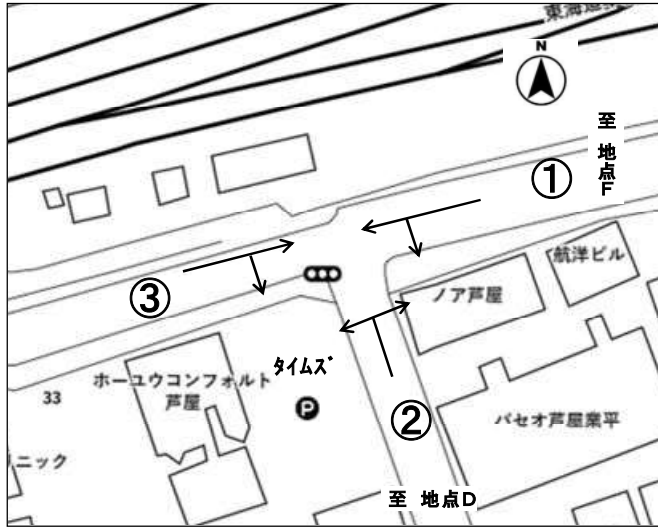 東海道
N
至
地点F
①
航洋ビル
③
ノア芦屋
タイムズ
ホーユウコンフォルト
芦屋
33
P
②
パセオ芦屋業平
ニック
至 地点D